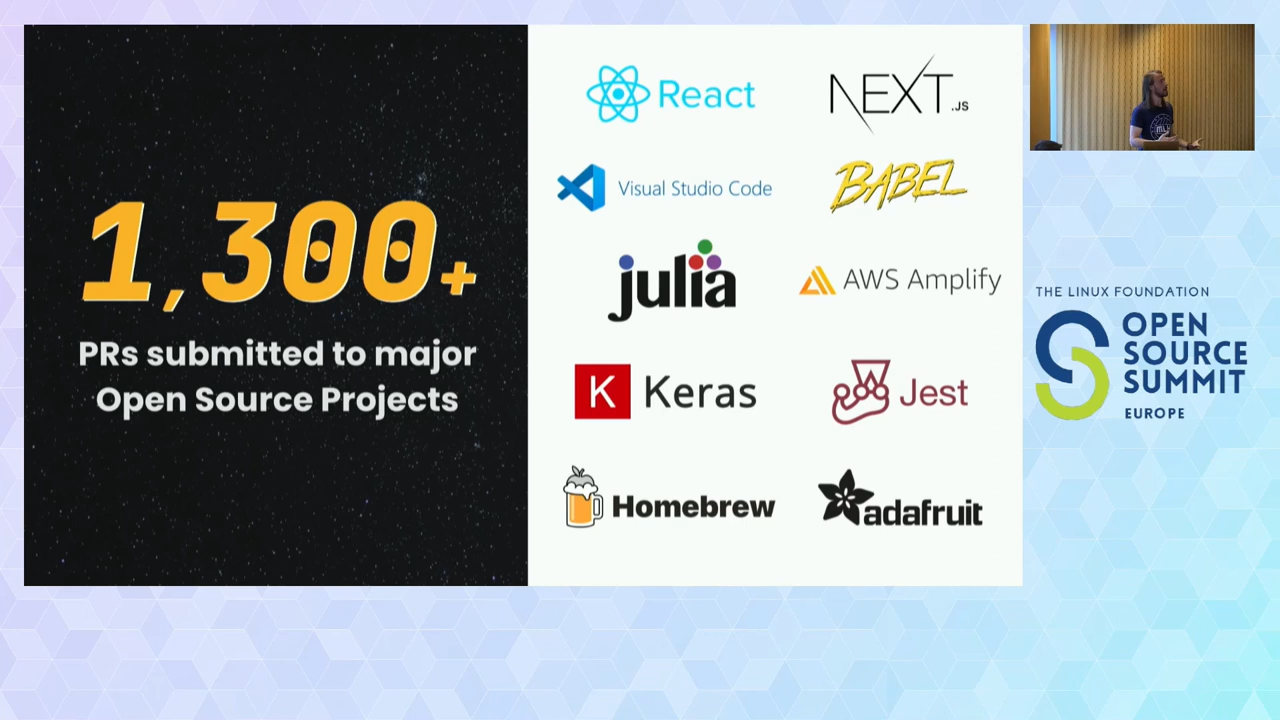 1,300+
PRs submitted to major
Open Source Projects
React
NEXT.JS
Visual Studio Code
BABEL
julia
AWS Amplify
K Keras
Jest
Homebrew
adafruit
THE LINUX FOUNDATION
OPEN
SOURCE
SUMMIT
EUROPE